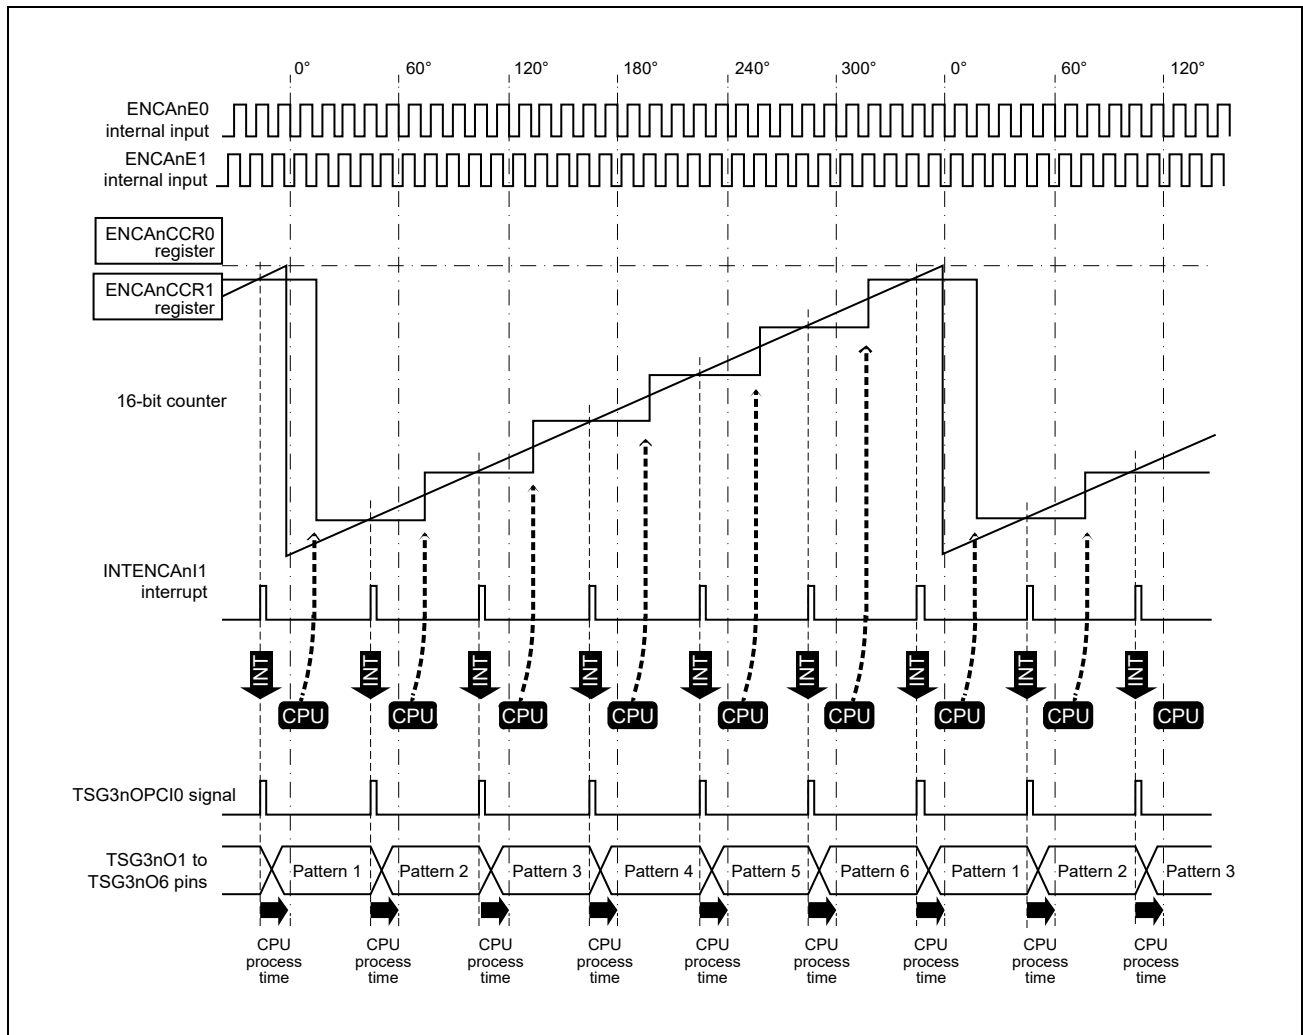 0° 60° 120° 180° 240° 300° 0° 60° 120°
ENCAnE0
internal input
ENCAnE1
internal input
ENCAnCCR0
register
ENCAnCCR1
register
16-bit counter
INTENCAnI1
interrupt
INT INT INT INT INT INT INT INT INT
CPU CPU CPU CPU CPU CPU CPU CPU CPU
TSG3nOPCI0 signal
TSG3nO1 to
TSG3nO6 pins
Pattern 1 Pattern 2 Pattern 3 Pattern 4 Pattern 5 Pattern 6 Pattern 1 Pattern 2 Pattern 3
CPU CPU CPU CPU CPU CPU CPU CPU CPU
process process process process process process process process process
time time time time time time time time time